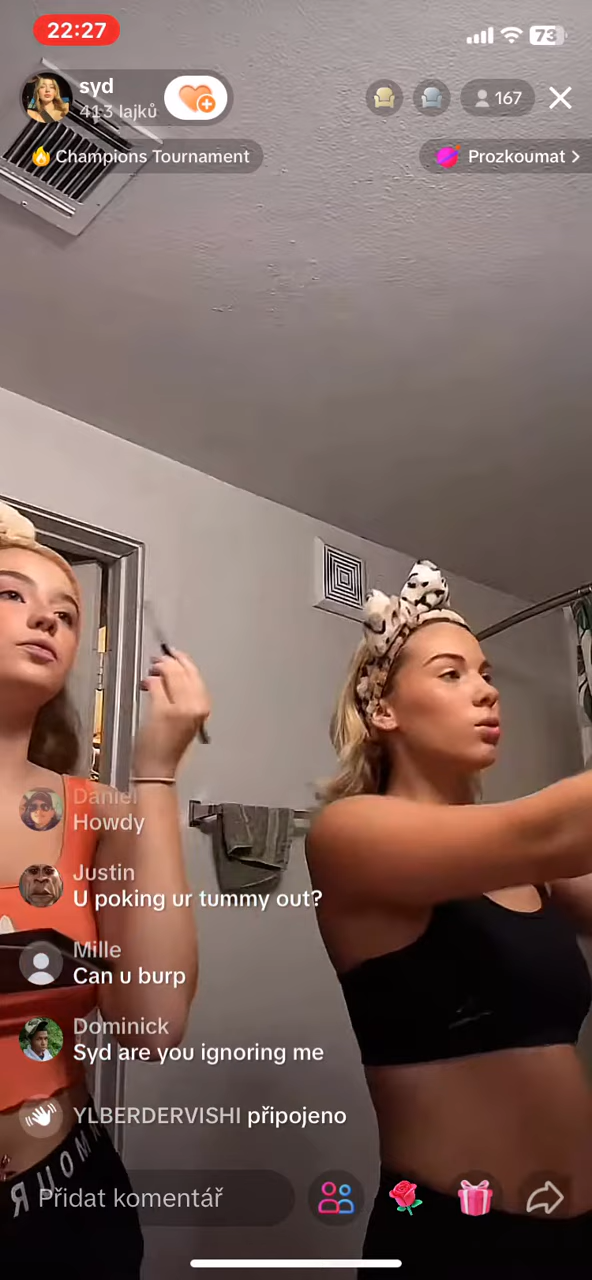 22:27
73
syd
413 lajků
167
Champions Tournament
Prozkoumat >
Daniel
Howdy
Justin
U poking ur tummy out?
Mille
Can u burp
Dominick
Syd are you ignoring me
YLBERDERVISHI připojeno
Přidat komentář